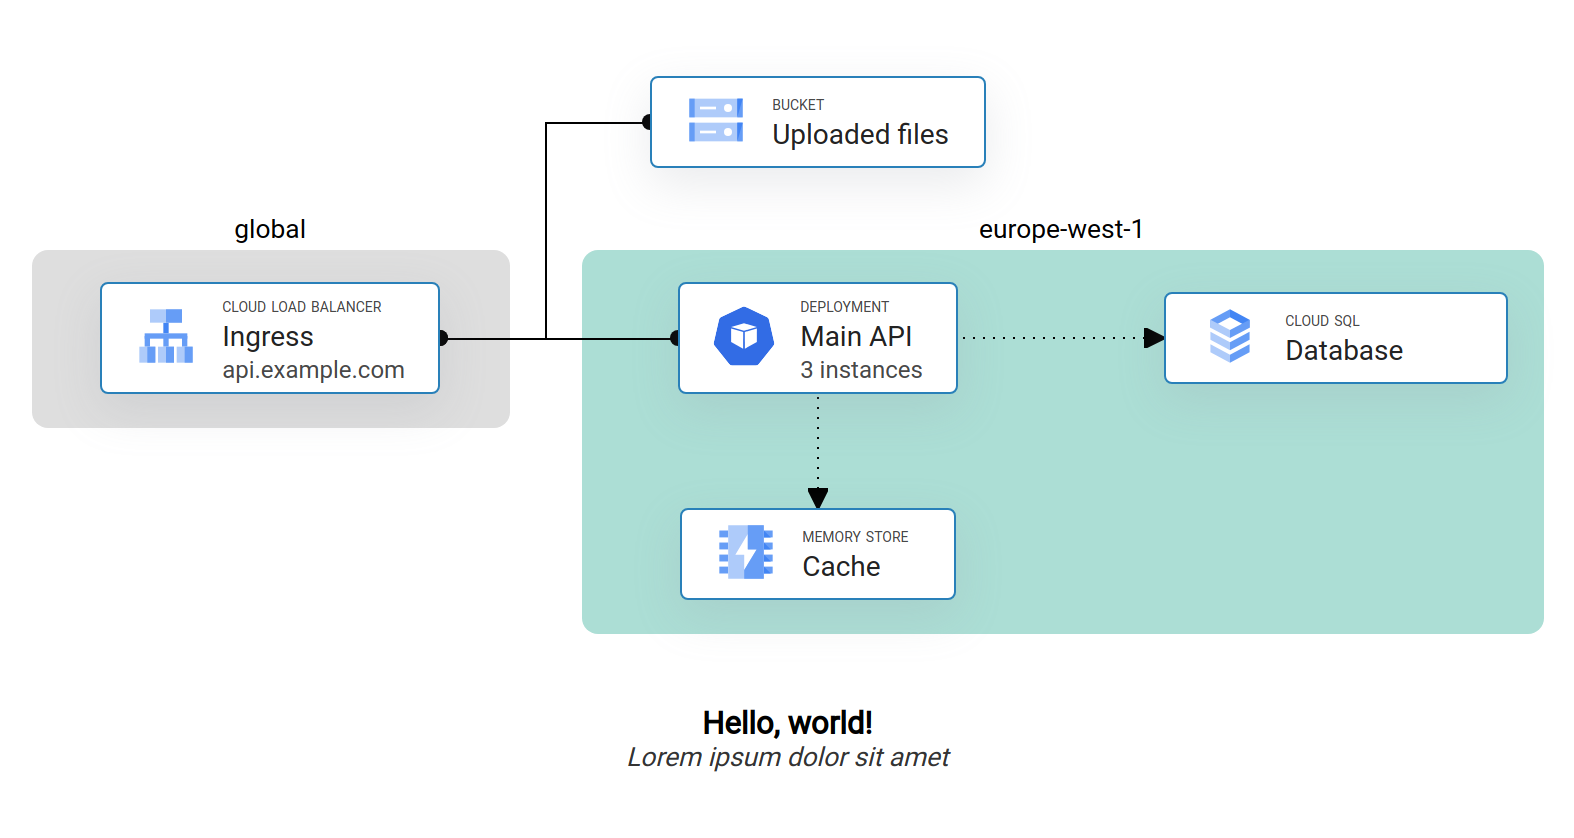 BUCKET
Uploaded files
global
europe-west-1
CLOUD LOAD BALANCER
Ingress
api.example.com
DEPLOYMENT
Main API
3 instances
CLOUD SQL
Database
MEMORY STORE
Cache
Hello, world!
Lorem ipsum dolor sit amet